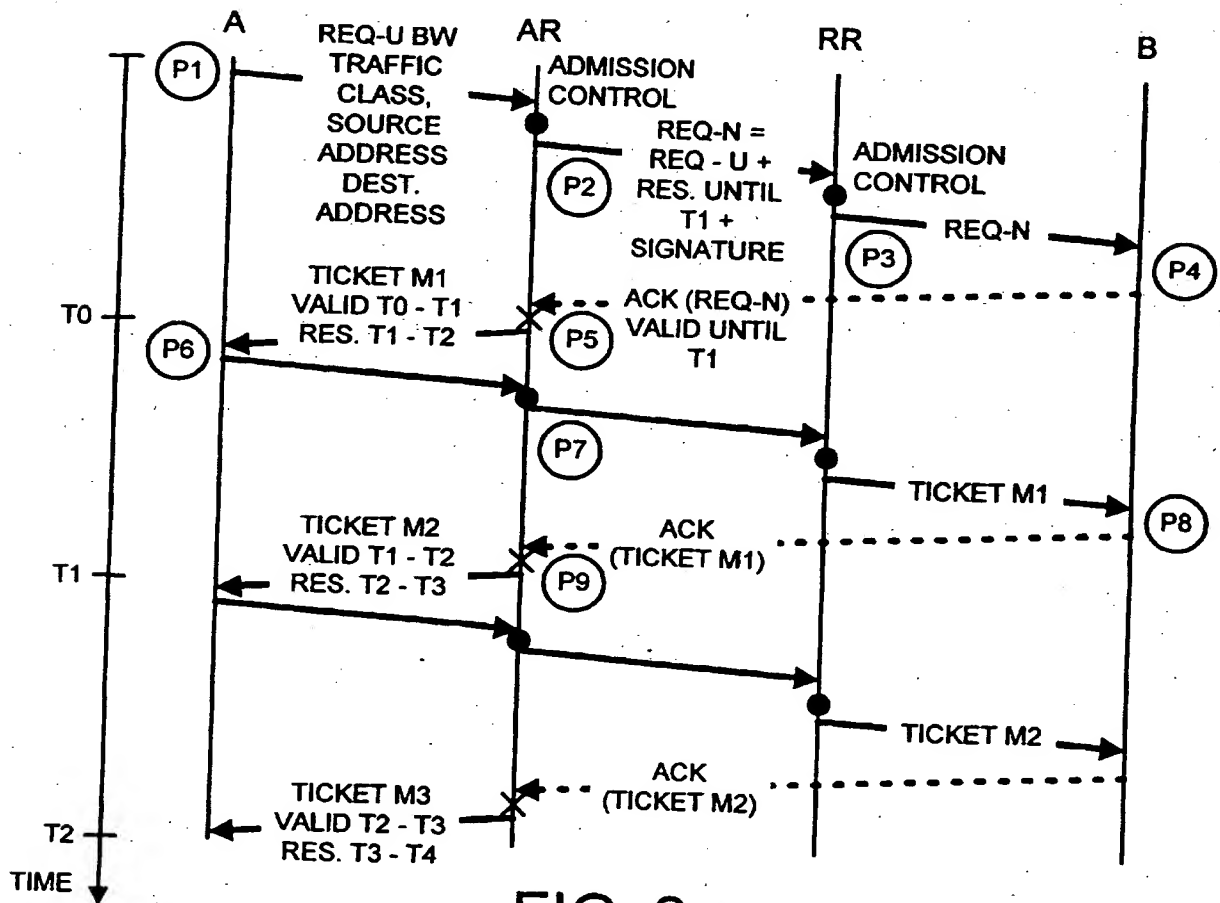 A
AR
RR
B
P1
REQ-U BW
TRAFFIC
CLASS,
SOURCE
ADDRESS
DEST.
ADDRESS
ADMISSION
CONTROL
P2
REQ-N =
REQ - U +
RES. UNTIL
T1 +
SIGNATURE
ADMISSION
CONTROL
P3
REQ-N
P4
T0
TICKET M1
VALID T0 - T1
RES. T1 - T2
P5
ACK (REQ-N)
VALID UNTIL
T1
P6
P7
TICKET M1
P8
T1
TICKET M2
VALID T1 - T2
RES. T2 - T3
P9
ACK
(TICKET M1)
TICKET M2
T2
TICKET M3
VALID T2 - T3
RES. T3 - T4
ACK
(TICKET M2)
TIME